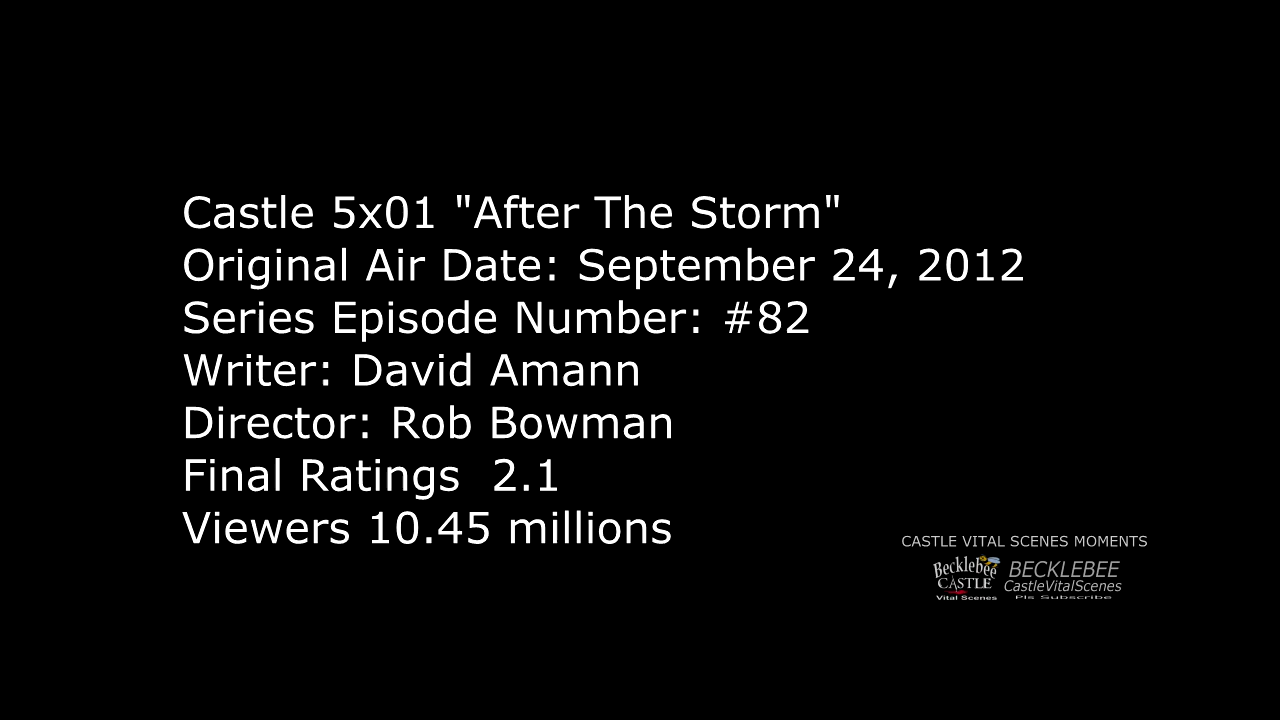 Castle 5x01 "After The Storm"
Original Air Date: September 24, 2012
Series Episode Number: #82
Writer: David Amann
Director: Rob Bowman
Final Ratings  2.1
Viewers 10.45 millions
CASTLE VITAL SCENES MOMENTS
Becklebee
CASTLE
Vital Scenes
BECKLEBEE
CastleVitalScenes
Pls Subscribe